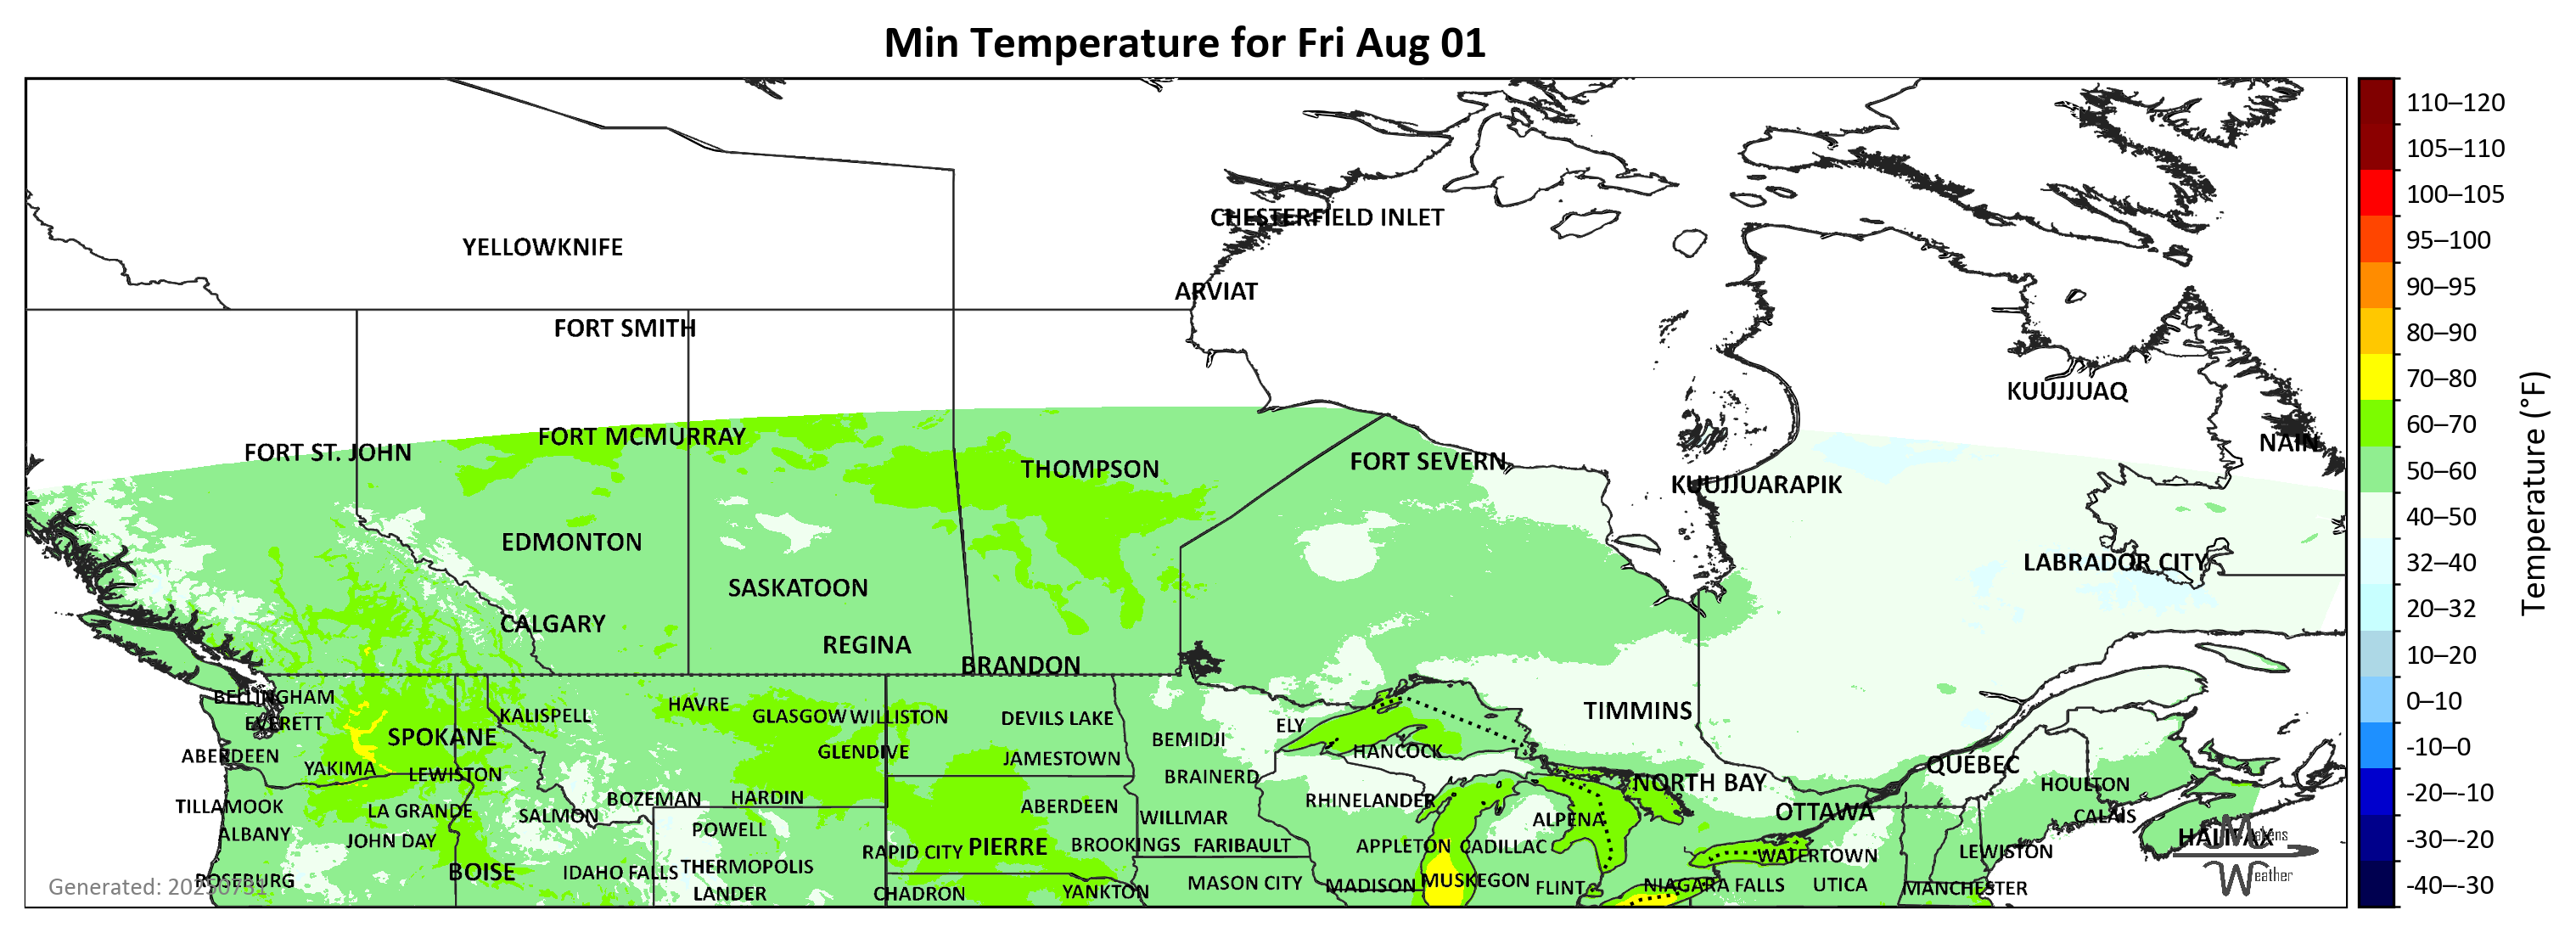 Min Temperature for Fri Aug 01
110–120
105–110
CHESTERFIELD INLET
100–105
YELLOWKNIFE
95–100
ARVIAT
90–95
FORT SMITH
80–90
KUUJJUAQ
70–80
FORT MCMURRAY
60–70
FORT ST. JOHN
NAIN
THOMPSON
FORT SEVERN
50–60
KUUJJUARAPIK
40–50
EDMONTON
LABRADOR CITY
32–40
SASKATOON
20–32
CALGARY
REGINA
10–20
BRANDON
Temperature (°F)
BELLINGHAM
HAVRE
0–10
KALISPELL
GLASGOW
WILLISTON
DEVILS LAKE
TIMMINS
EVERETT
ELY
SPOKANE
BEMIDJI
-10–0
ABERDEEN
GLENDIVE
JAMESTOWN
HANCOCK
YAKIMA
LEWISTON
BRAINERD
NORTH BAY
QUÉBEC
HOULTON
-20–-10
TILLAMOOK
LA GRANDE
SALMON
BOZEMAN
HARDIN
ABERDEEN
WILLMAR
RHINELANDER
ALPENA
OTTAWA
CALAIS
ALBANY
JOHN DAY
POWELL
HALIFAX
Makens
Weather
-30–-20
RAPID CITY
PIERRE
BROOKINGS
FARIBAULT
APPLETON
CADILLAC
WATERTOWN
LEWISTON
BOISE
IDAHO FALLS
THERMOPOLIS
ROSEBURG
MASON CITY
MADISON
MUSKEGON
FLINT
NIAGARA FALLS
UTICA
MANCHESTER
-40–-30
Generated: 20250731
LANDER
CHADRON
YANKTON